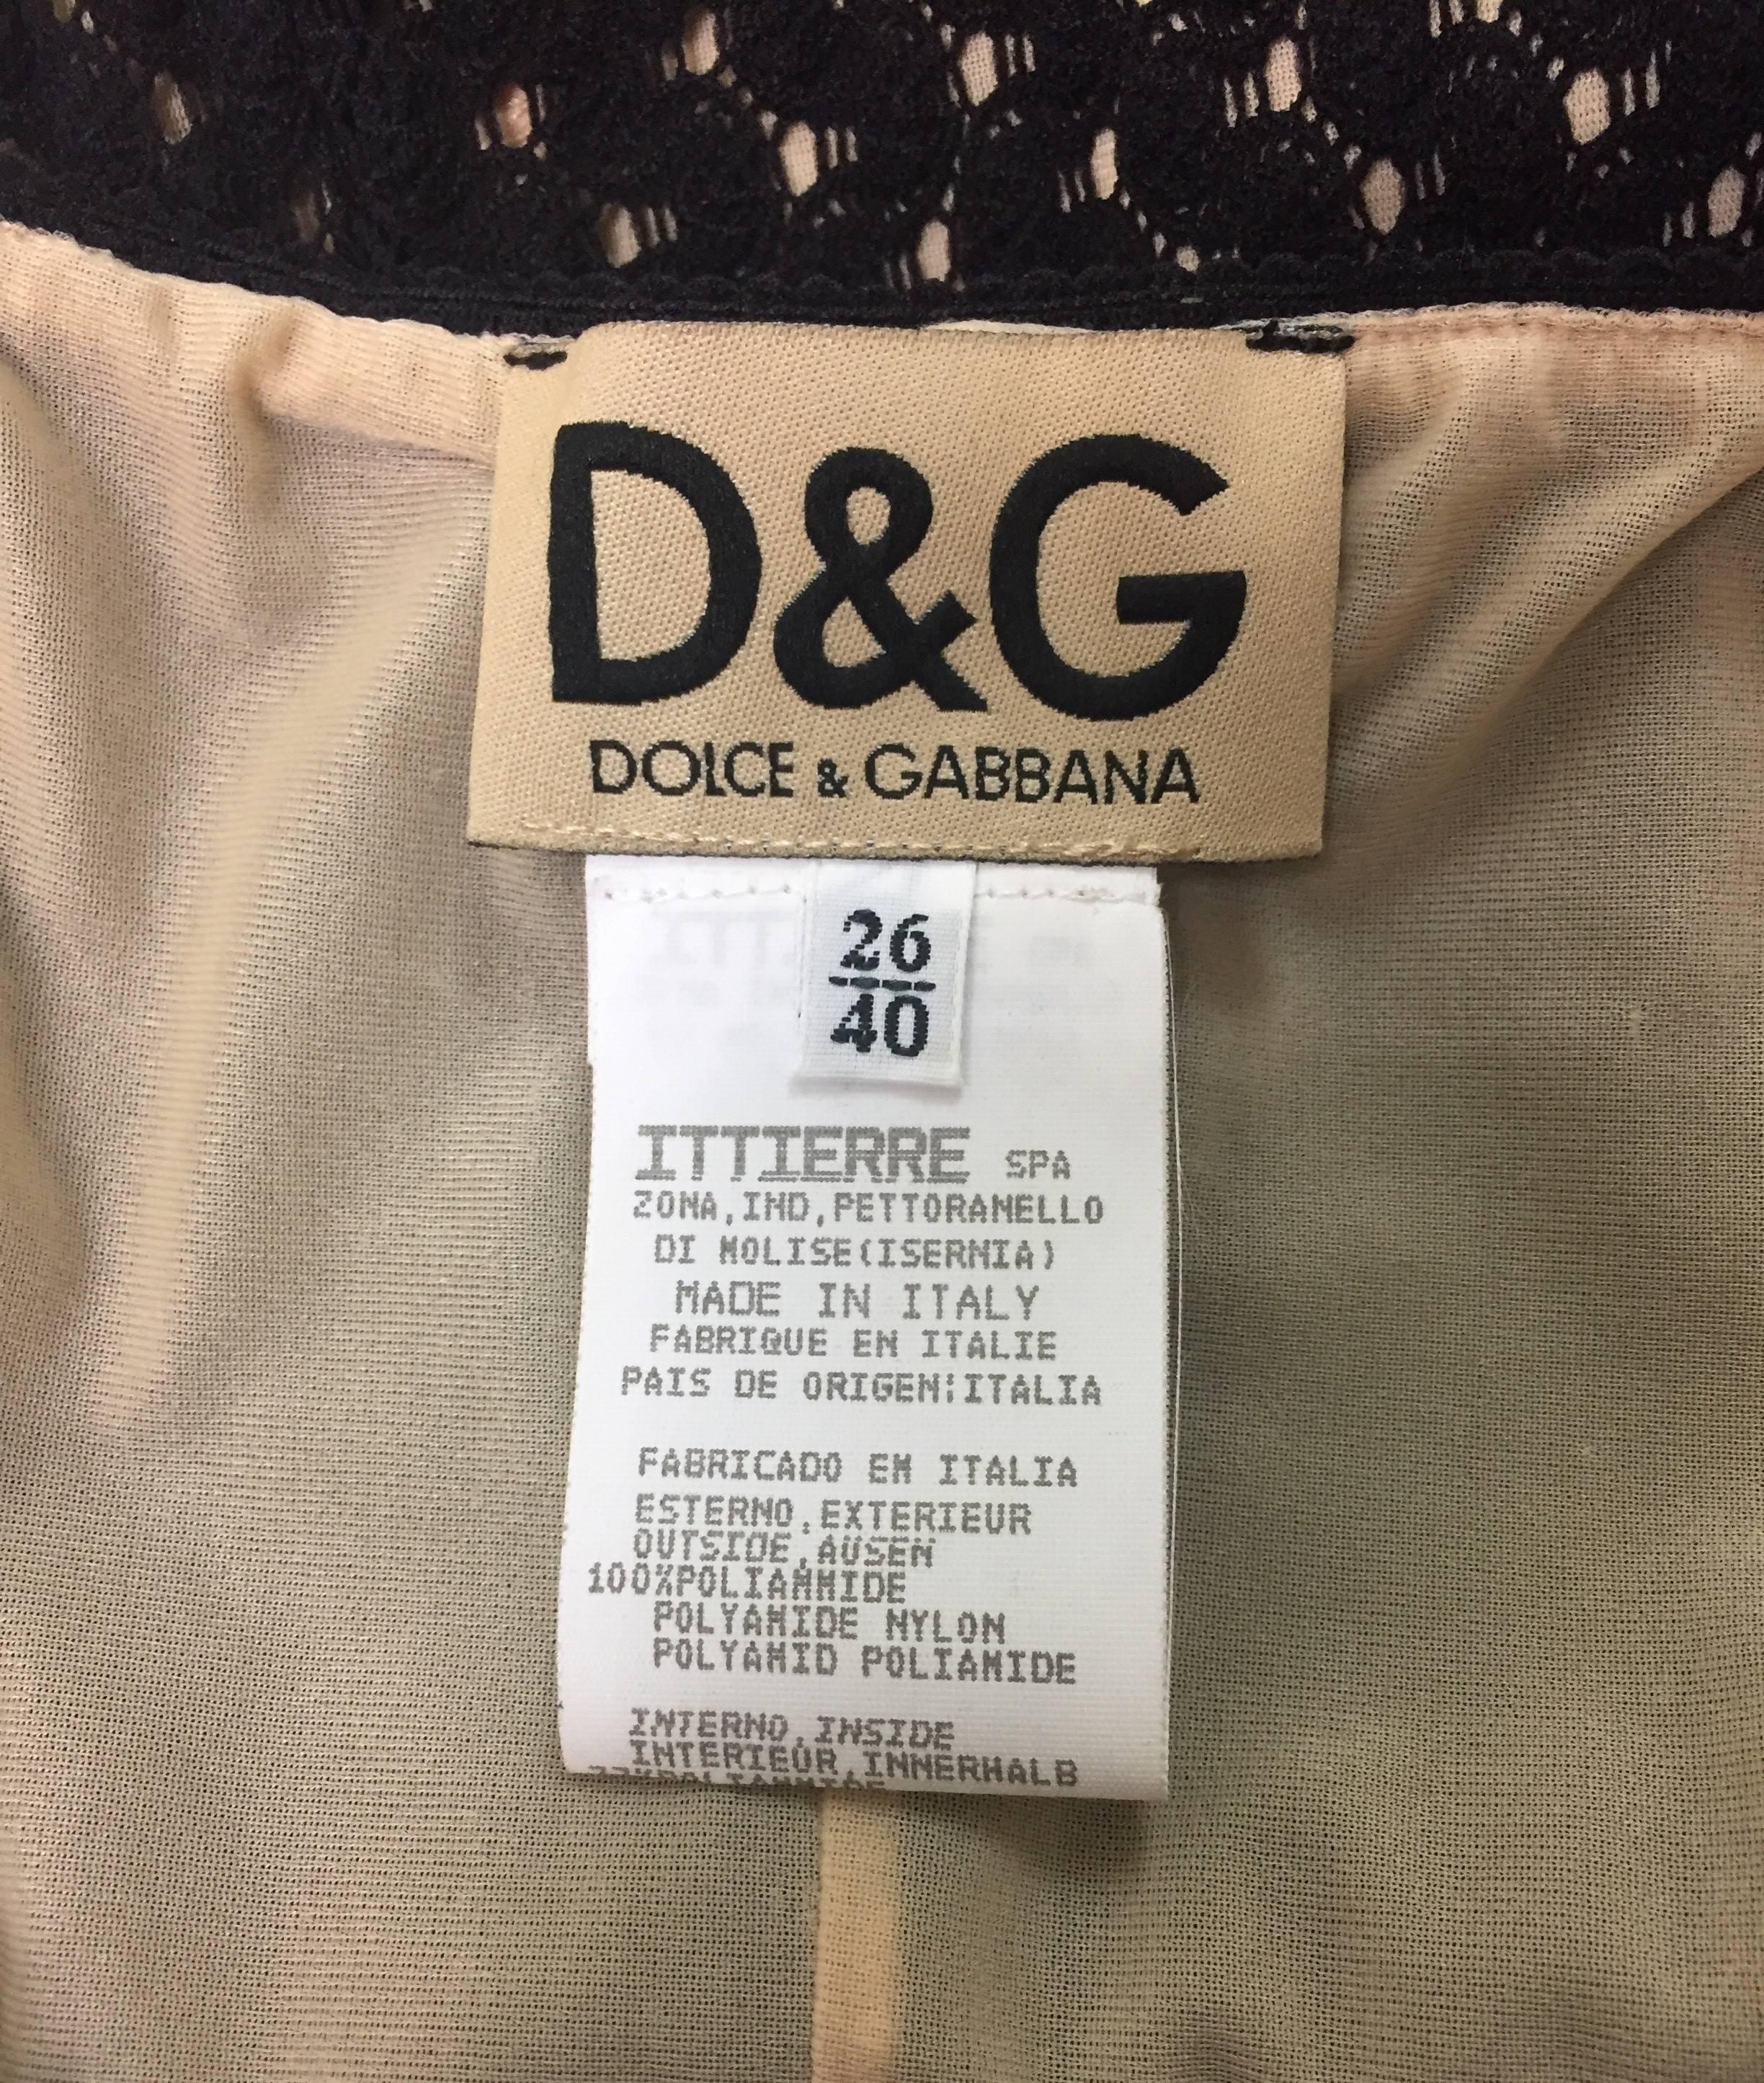 D&G
DOLCE & GABBANA
26
40
ITTIERRE SPA
ZONA,IND,PETTORANELLO
DI MOLISE(ISERNIA)
MADE IN ITALY
FABRIQUE EN ITALIE
PAIS DE ORIGEN:ITALIA
FABRICADO EM ITALIA
ESTERNO,EXTERIEUR
OUTSIDE,AUSEN
100%POLIAMMIDE
POLYAMIDE NYLON
POLYAMID POLIAMIDE
INTERNO,INSIDE
INTERIEUR,INNERHALB